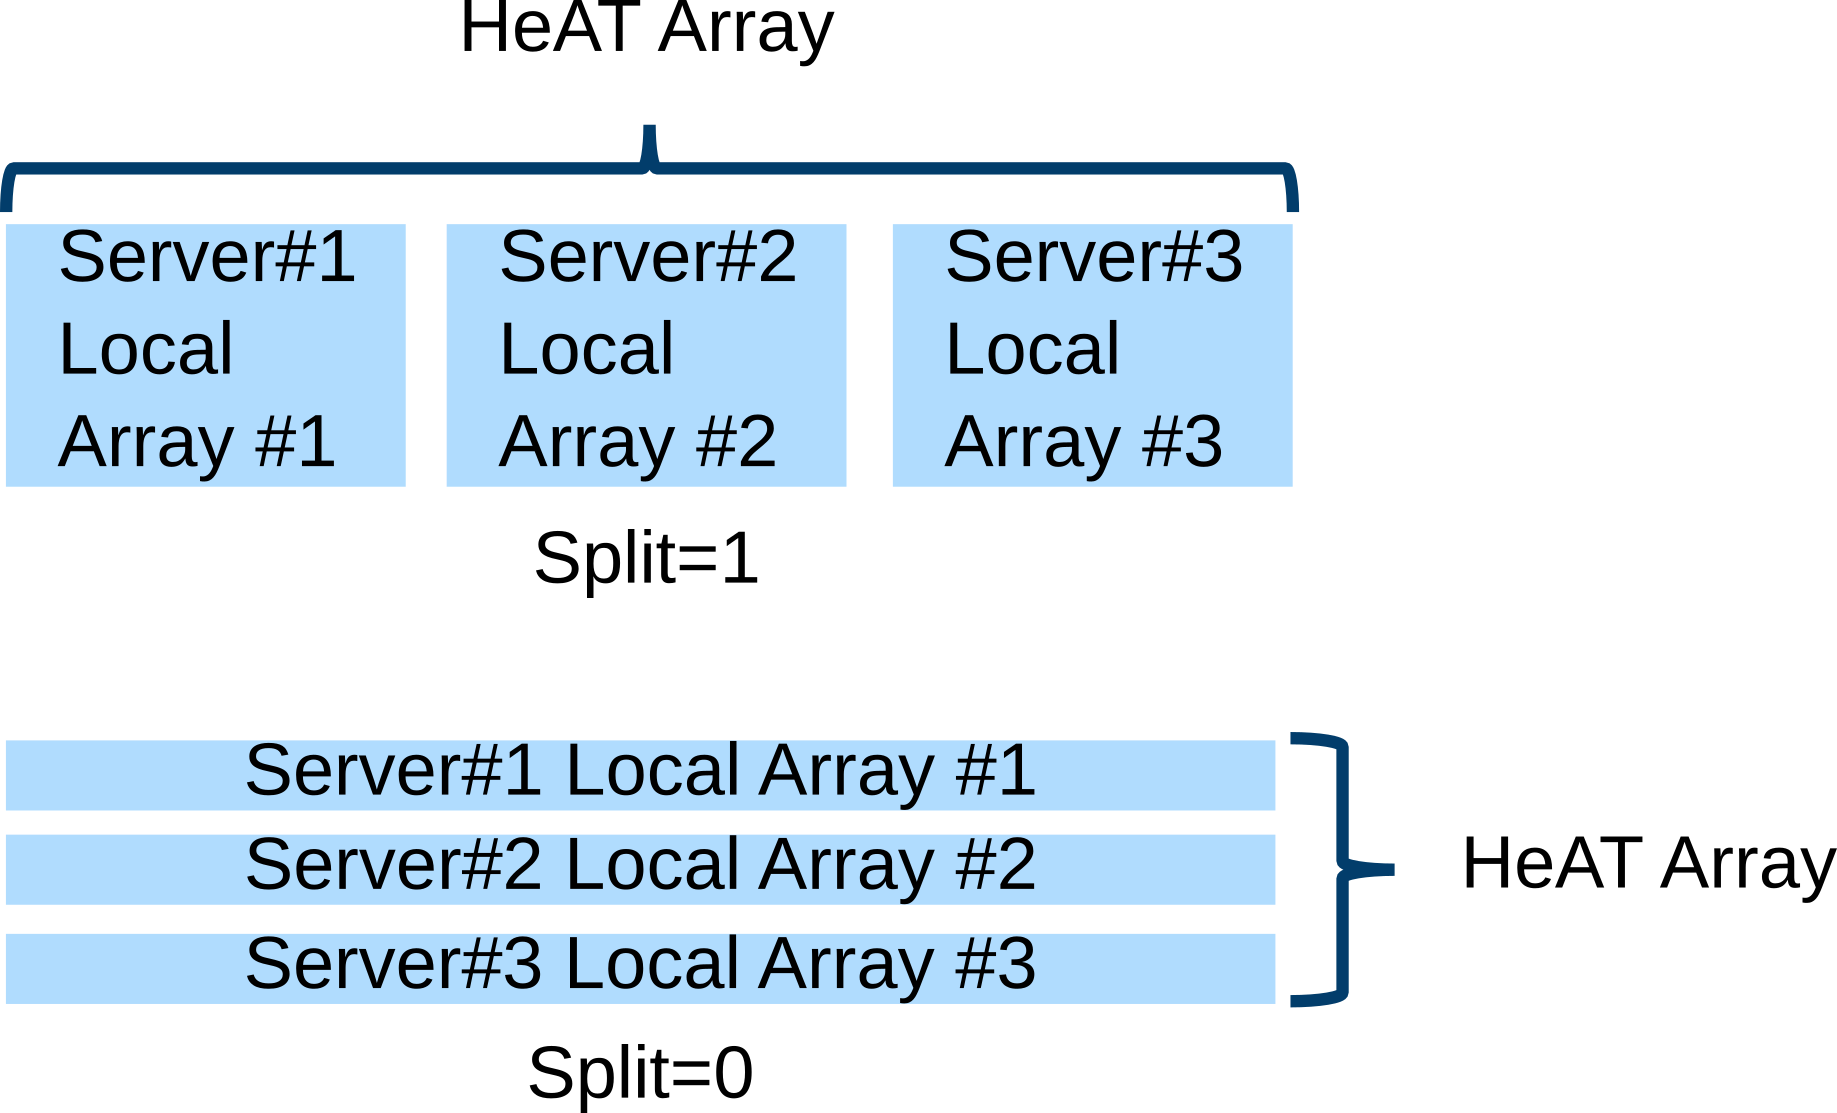 HeAT Array
Server#1
Local
Array #1
Server#2
Local
Array #2
Server#3
Local
Array #3
Split=1
Server#1 Local Array #1
Server#2 Local Array #2
Server#3 Local Array #3
HeAT Array
Split=0